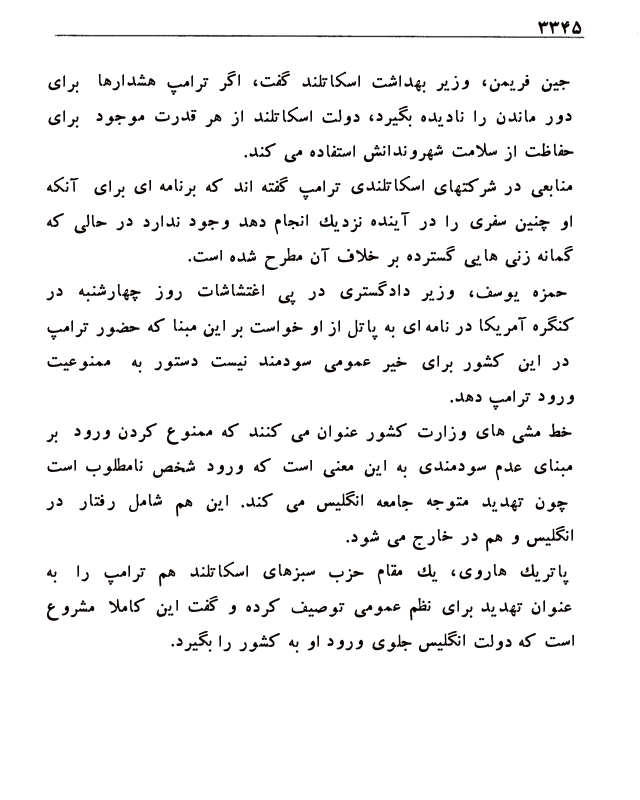 ۳۳۴۵
جین فریمن، وزیر بهداشت اسکاتلند گفت، اگر ترامپ هشدارها برای
دور ماندن را نادیده بگیرد، دولت اسکاتلند از هر قدرت موجود برای
حفاظت از سلامت شهروندانش استفاده می کند.
منابعی در شرکتهای اسکاتلندی ترامپ گفته اند که برنامه ای برای آنکه
او چنین سفری را در آینده نزدیك انجام دهد وجود ندارد در حالی که
گمانه زنی هایی گسترده بر خلاف آن مطرح شده است.
حمزه یوسف، وزیر دادگستری در پی اغتشاشات روز چهارشنبه در
کنگره آمریکا در نامه ای به پاتل از او خواست بر این مبنا که حضور ترامپ
در این کشور برای خیر عمومی سودمند نیست دستور به ممنوعیت
ورود ترامپ دهد.
خط مشی های وزارت کشور عنوان می کنند که ممنوع کردن ورود بر
مبنای عدم سودمندی به این معنی است که ورود شخص نامطلوب است
چون تهدید متوجه جامعه انگلیس می کند. این هم شامل رفتار در
انگلیس و هم در خارج می شود.
پاتریك هاروی، یك مقام حزب سبزهای اسکاتلند هم ترامپ را به
عنوان تهدید برای نظم عمومی توصیف کرده و گفت این کاملا مشروع
است که دولت انگلیس جلوی ورود او به کشور را بگیرد.